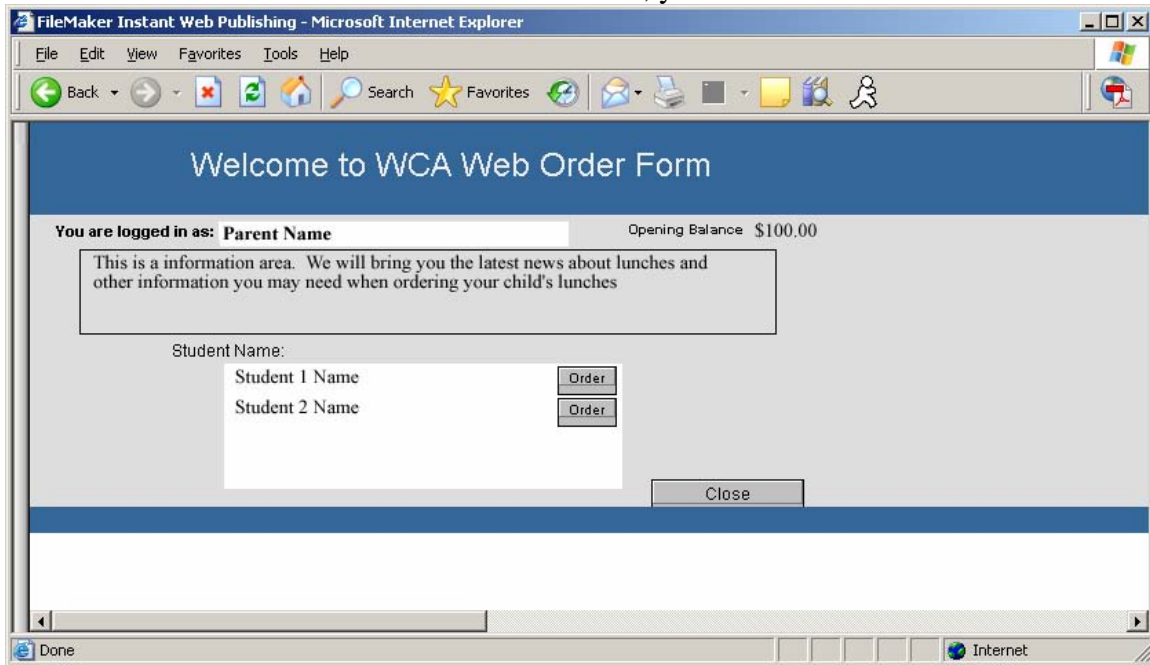 FileMaker Instant Web Publishing - Microsoft Internet Explorer
File Edit View Favorites Tools Help
Back Search Favorites
Welcome to WCA Web Order Form
You are logged in as: Parent Name Opening Balance $100.00
This is a information area. We will bring you the latest news about lunches and
other information you may need when ordering your child's lunches
Student Name:
Student 1 Name Order
Student 2 Name Order
Close
Done Internet